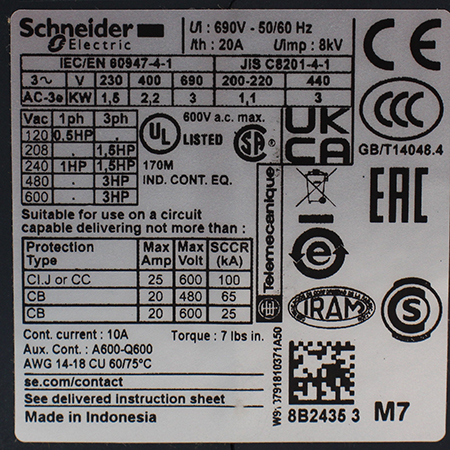 Schneider Electric
Ui : 690V - 50/60 Hz
Ith : 20A Uimp : 8kV
IEC/EN 60947-4-1 JIS C8201-4-1
3~ V 230 400 690 200-220 440
AC-3e KW 1,5 2,2 3 1,1 3
Vac 1ph 3ph
120 0.5HP .
208 . 1,5HP
240 1HP 1,5HP
480 . 3HP
600 . 3HP
600V a.c. max.
UL LISTED SA ®
170M
IND. CONT. EQ.
UK CA
CE
CCC
GB/T14048.4
EAC
Suitable for use on a circuit
capable delivering not more than :
Protection Type Max Amp Max Volt SCCR (kA)
Cl.J or CC 25 600 100
CB 20 480 65
CB 20 600 25
Telemecanique
IRAM
S
Cont. current : 10A Torque : 7 lbs in.
Aux. Cont. : A600-Q600
AWG 14-18 CU 60/75°C
se.com/contact
See delivered instruction sheet
Made in Indonesia
8B2435 3 M7